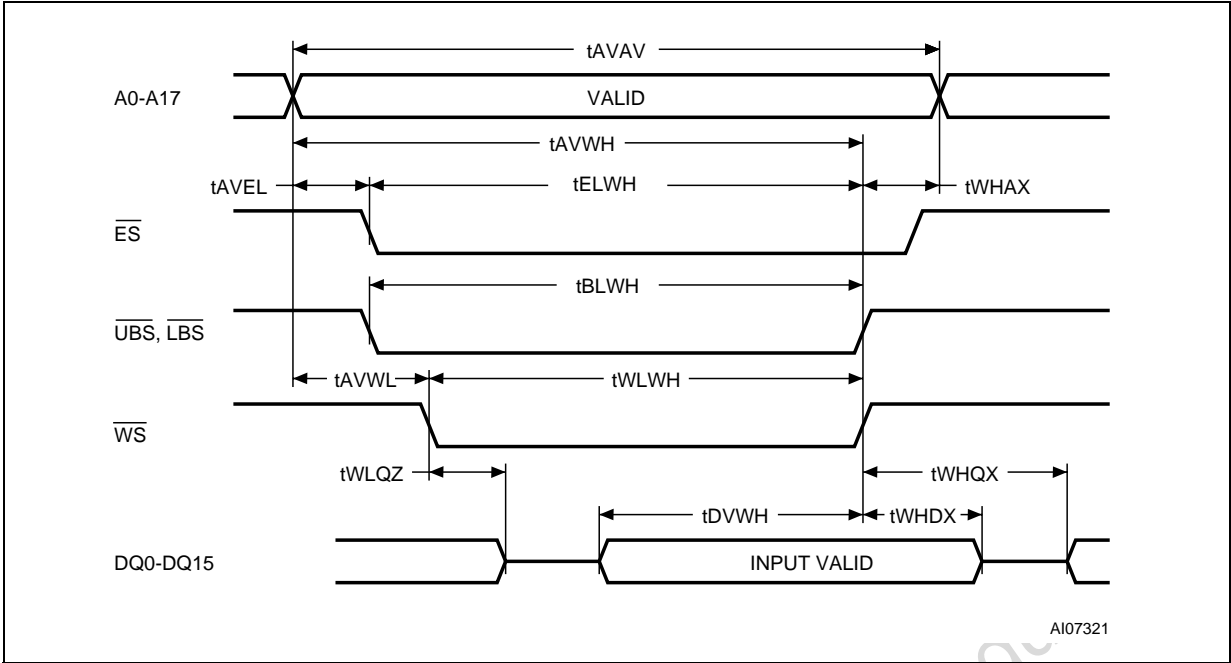 tAVAV
A0-A17 VALID
tAVWH
tAVEL tELWH tWHAX
ES
tBLWH
UBS, LBS
tAVWL tWLWH
WS
tWLQZ tWHQX
tDVWH tWHDX
DQ0-DQ15 INPUT VALID
AI07321